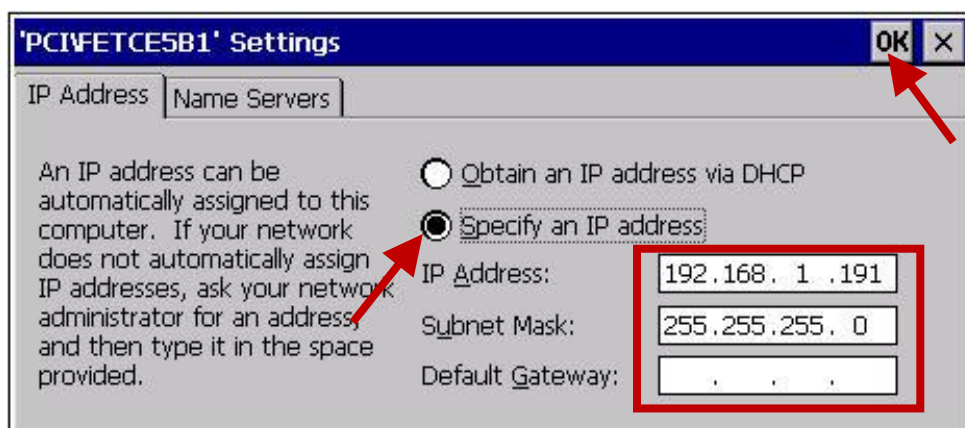 'PCI\FETCE5B1' Settings OK ×
IP Address Name Servers
An IP address can be
automatically assigned to this
computer. If your network
does not automatically assign
IP addresses, ask your network
administrator for an address,
and then type it in the space
provided.
Obtain an IP address via DHCP
Specify an IP address
IP Address: 192.168. 1 .191
Subnet Mask: 255.255.255. 0
Default Gateway: . . .